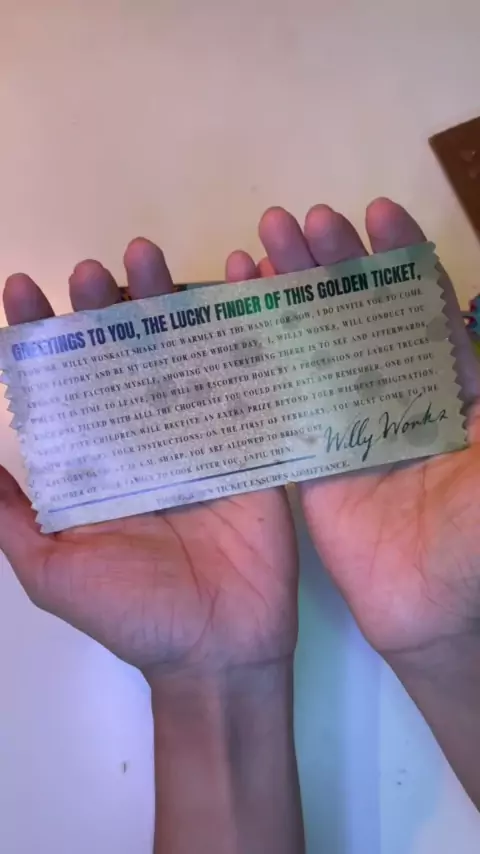 GREETINGS TO YOU, THE LUCKY FINDER OF THIS GOLDEN TICKET,
FROM MR. WILLY WONKA! I SHAKE YOU WARMLY BY THE HAND! FOR NOW, I DO INVITE YOU TO COME
TO MY FACTORY AND BE MY GUEST FOR ONE WHOLE DAY. I, WILLY WONKA, WILL CONDUCT YOU
AROUND THE FACTORY MYSELF, SHOWING YOU EVERYTHING THERE IS TO SEE AND AFTERWARDS,
WHEN IT IS TIME TO LEAVE, YOU WILL BE ESCORTED HOME BY A PROCESSION OF LARGE TRUCKS
EACH ONE FILLED WITH ALL THE CHOCOLATE YOU COULD EVER EAT! AND REMEMBER, ONE OF YOU
FIVE CHILDREN WILL RECEIVE AN EXTRA PRIZE BEYOND YOUR WILDEST IMAGINATION.
YOUR INSTRUCTIONS: ON THE FIRST OF FEBRUARY, YOU MUST COME TO THE
FACTORY A.M. SHARP. YOU ARE ALLOWED TO BRING ONE
MEMBER OF FAMILY TO LOOK AFTER YOU. UNTIL THEN,
Willy Wonka
TICKET ENSURES ADMITTANCE.